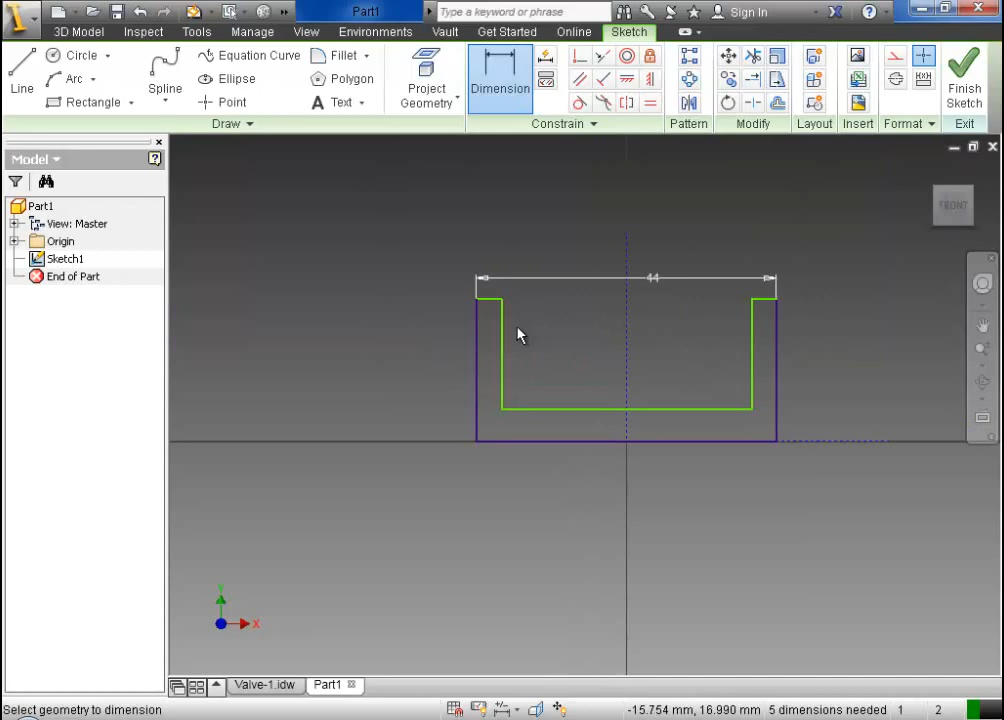 Part1
Type a keyword or phrase
Sign In
3D Model Inspect Tools Manage View Environments Vault Get Started Online Sketch
Line
Circle
Arc
Rectangle
Spline
Equation Curve
Ellipse
Point
Fillet
Polygon
Text
Project Geometry
Dimension
Finish Sketch
Draw Constrain Pattern Modify Layout Insert Format Exit
Model
Part1
View: Master
Origin
Sketch1
End of Part
FRONT
44
Y
X
Valve-1.idw Part1
Select geometry to dimension
-15.754 mm, 16.990 mm 5 dimensions needed 1 2